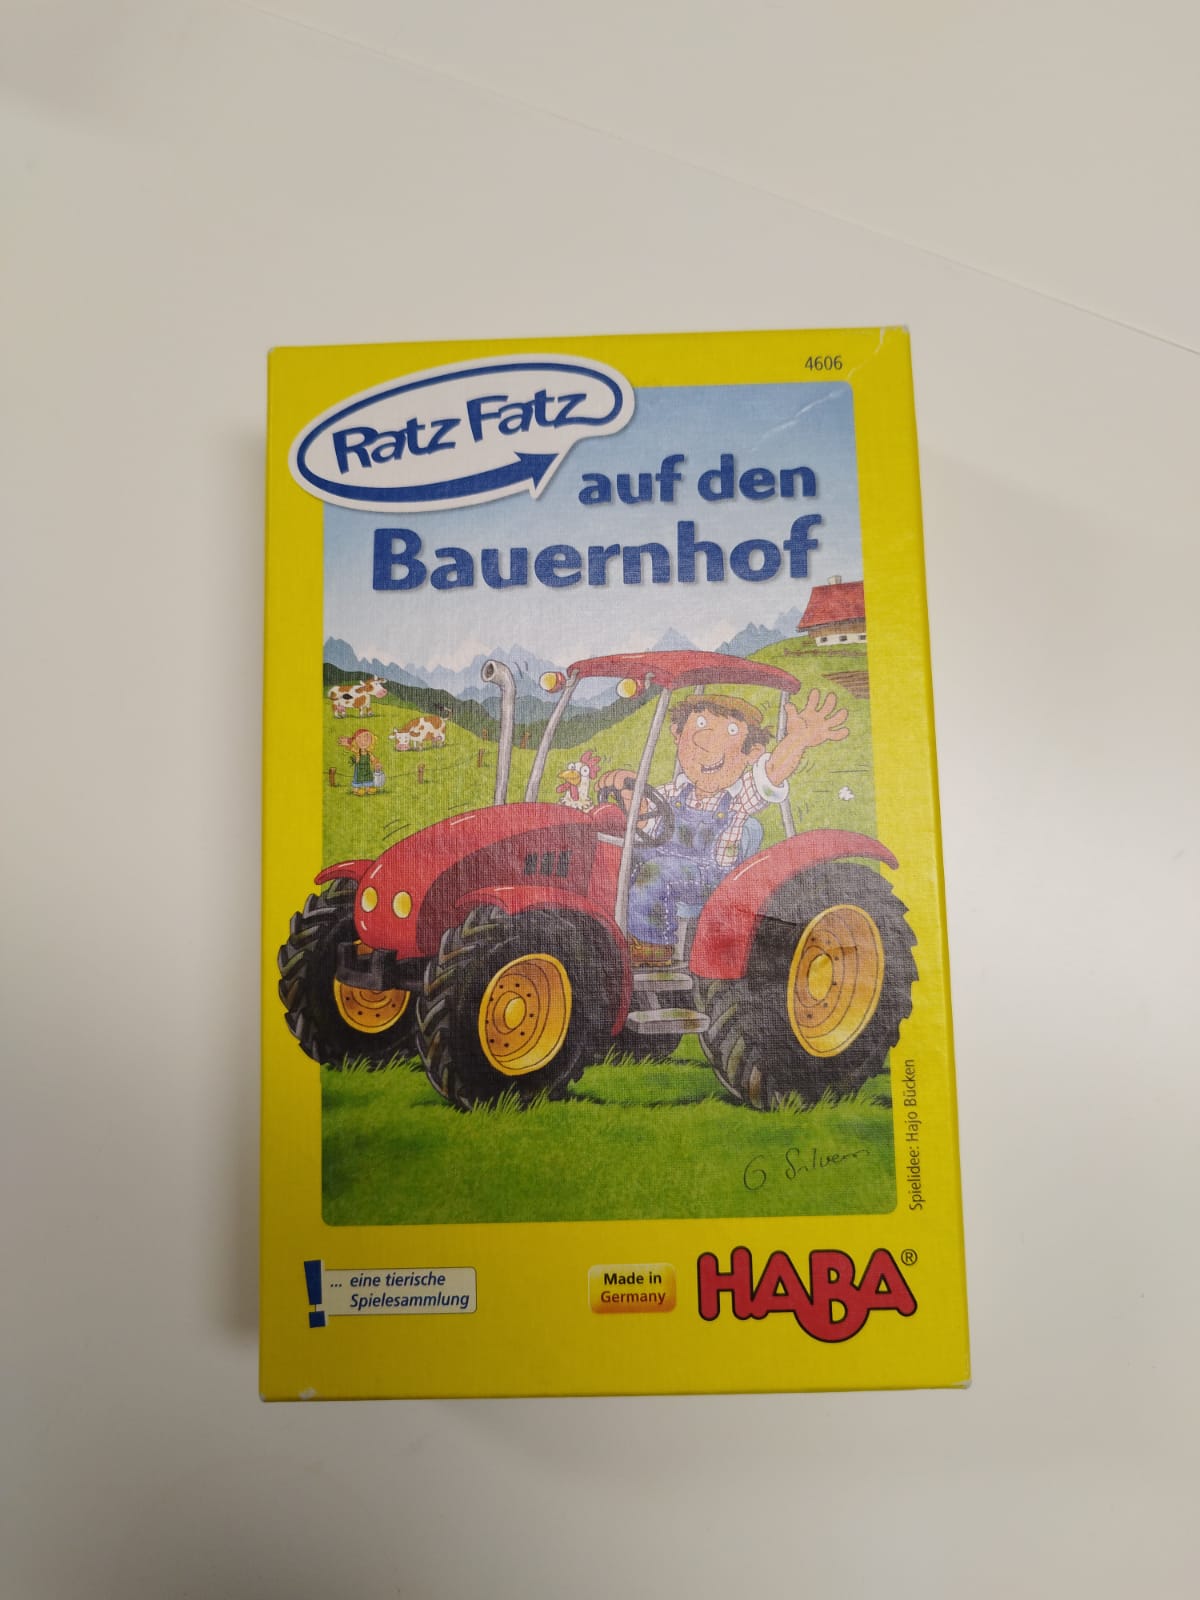 4606
Ratz Fatz
auf den
Bauernhof
Spielidee: Hajo Bücken
... eine tierische
Spielesammlung
Made in
Germany
HABA®